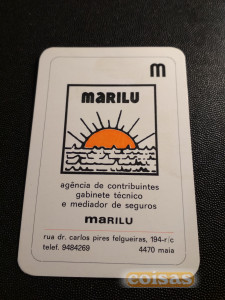 m
maRILU
agência de contribuintes
gabinete técnico
e mediador de seguros
maRILU
rua dr. carlos pires felgueiras, 194-r/c
telef. 9484269 4470 maia
coisas